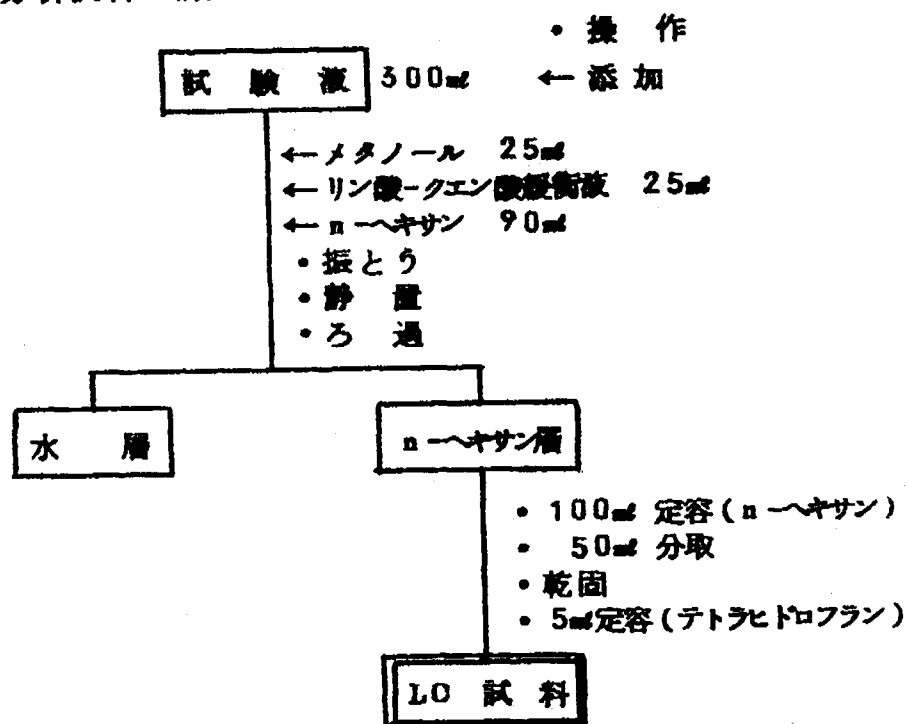 ・ 操 作
試 験 液 300ml ← 添 加
← メタノール 25ml
← リン酸-クエン酸緩衝液 25ml
← n-ヘキサン 90ml
・ 振とう
・ 静 置
・ ろ 過
水 層
n-ヘキサン層
・ 100ml 定容(n-ヘキサン)
・ 50ml 分取
・ 乾固
・ 5ml定容(テトラヒドロフラン)
LC 試 料